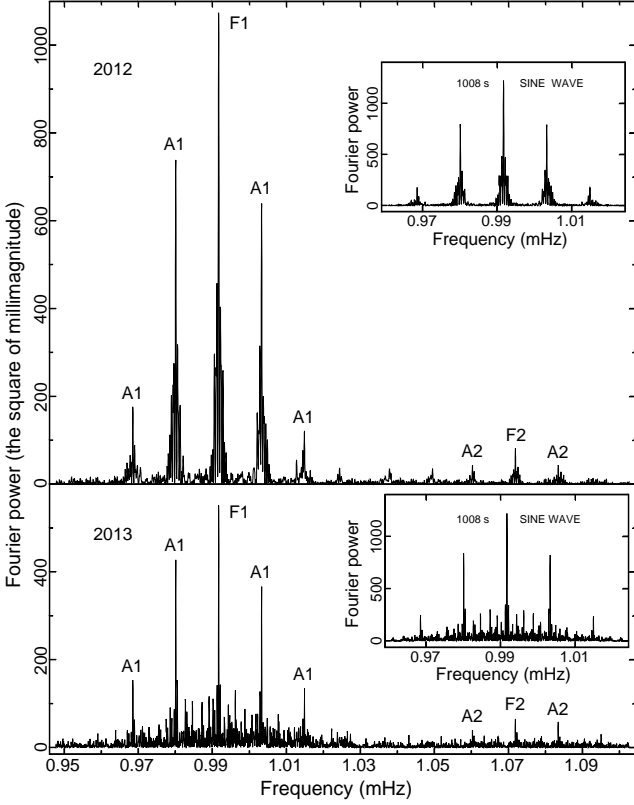 Fourier power (the square of millimagnitude)
1000
800
600
400
200
0
2012
F1
A1
A1
A1
A1
A2
F2
A2
Fourier power
1000
500
0
1008 s SINE WAVE
0.97 0.99 1.01
Frequency (mHz)
400
200
0
2013
F1
A1
A1
A1
A1
A2
F2
A2
Fourier power
1000
500
0
1008 s SINE WAVE
0.97 0.99 1.01
Frequency (mHz)
0.95 0.97 0.99 1.01 1.03 1.05 1.07 1.09
Frequency (mHz)